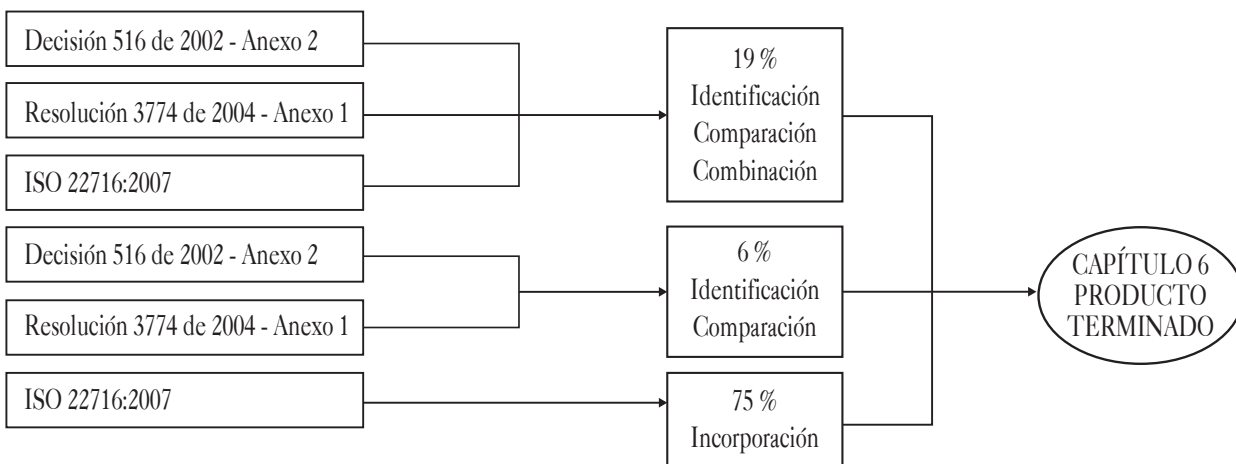 Decisión 516 de 2002 - Anexo 2
Resolución 3774 de 2004 - Anexo 1
ISO 22716:2007
19 %
Identificación
Comparación
Combinación
Decisión 516 de 2002 - Anexo 2
Resolución 3774 de 2004 - Anexo 1
6 %
Identificación
Comparación
ISO 22716:2007
75 %
Incorporación
CAPÍTULO 6
PRODUCTO
TERMINADO